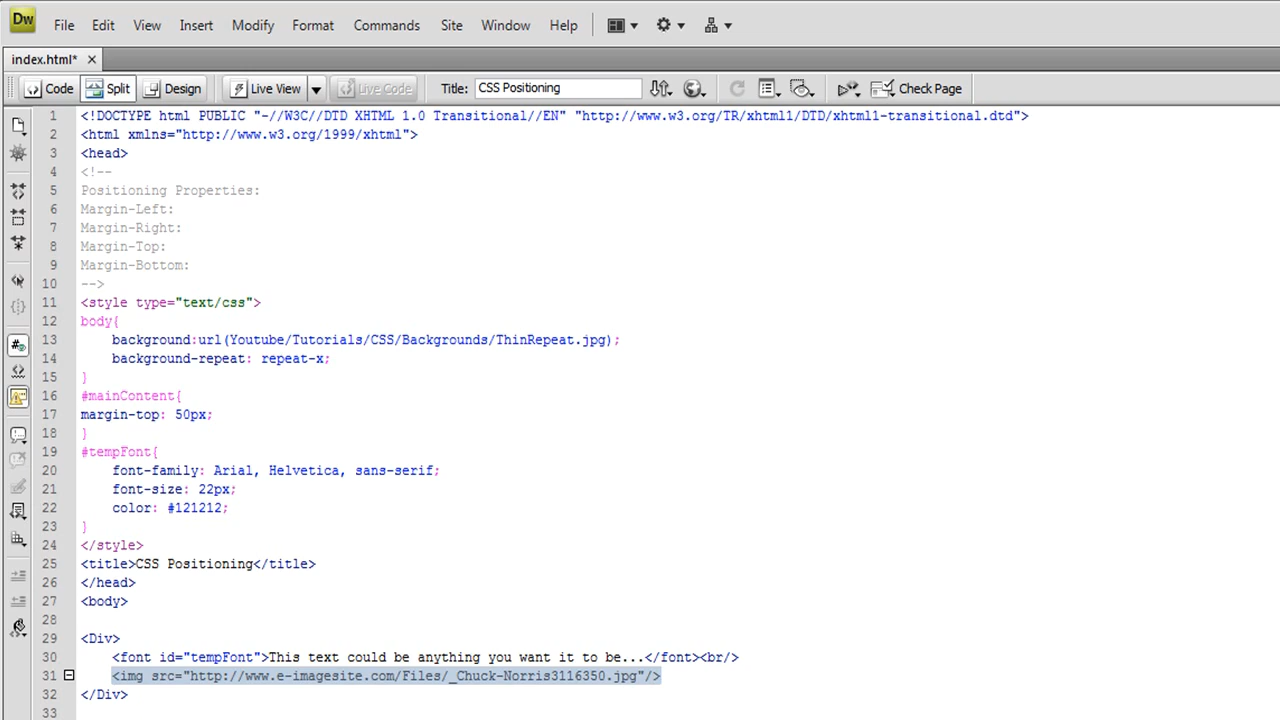 Dw File Edit View Insert Modify Format Commands Site Window Help
index.html*
Code Split Design Live View Live Code Title: CSS Positioning Check Page
1 <!DOCTYPE html PUBLIC "-//W3C//DTD XHTML 1.0 Transitional//EN" "http://www.w3.org/TR/xhtml1/DTD/xhtml1-transitional.dtd">
2 <html xmlns="http://www.w3.org/1999/xhtml">
3 <head>
4 <!--
5 Positioning Properties:
6 Margin-Left:
7 Margin-Right:
8 Margin-Top:
9 Margin-Bottom:
10 -->
11 <style type="text/css">
12 body{
13 background:url(Youtube/Tutorials/CSS/Backgrounds/ThinRepeat.jpg);
14 background-repeat: repeat-x;
15 }
16 #mainContent{
17 margin-top: 50px;
18 }
19 #tempFont{
20 font-family: Arial, Helvetica, sans-serif;
21 font-size: 22px;
22 color: #121212;
23 }
24 </style>
25 <title>CSS Positioning</title>
26 </head>
27 <body>
28
29 <Div>
30 <font id="tempFont">This text could be anything you want it to be...</font><br/>
31 <img src="http://www.e-imagesite.com/Files/_Chuck-Norris3116350.jpg"/>
32 </Div>
33